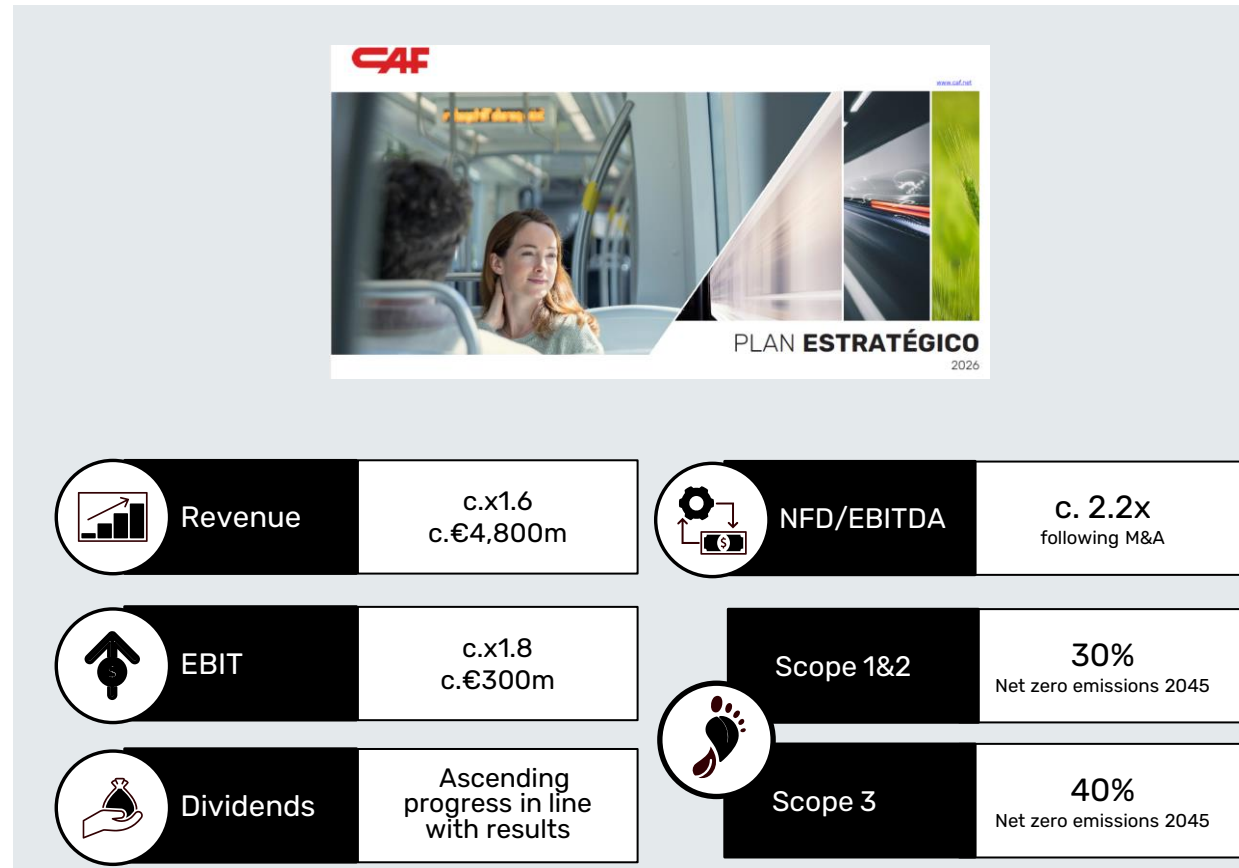 CAF
www.caf.net
PLAN ESTRATÉGICO
2026
Revenue
c.x1.6
c.€4,800m
EBIT
c.x1.8
c.€300m
Dividends
Ascending
progress in line
with results
NFD/EBITDA
c. 2.2x
following M&A
Scope 1&2
30%
Net zero emissions 2045
Scope 3
40%
Net zero emissions 2045